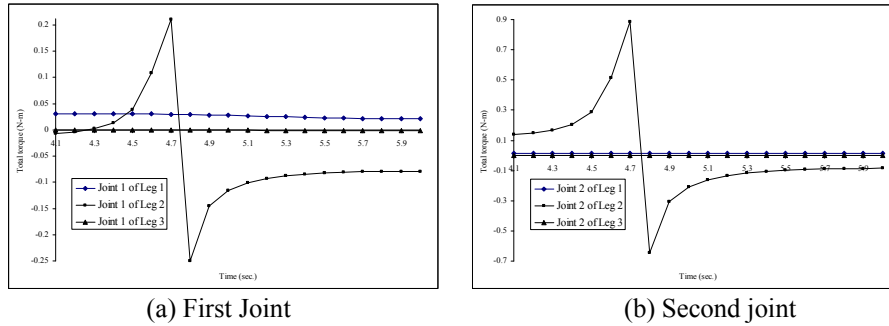 0.2
0.15
0.1
0.05
0
-0.05
-0.1
-0.15
-0.2
-0.25
4.1 4.3 4.5 4.7 4.9 5.1 5.3 5.5 5.7 5.9
Total torque (N-m)
Time (sec.)
Joint 1 of Leg 1
Joint 1 of Leg 2
Joint 1 of Leg 3
(a) First Joint
0.9
0.7
0.5
0.3
0.1
-0.1
-0.3
-0.5
-0.7
4.1 4.3 4.5 4.7 4.9 5.1 5.3 5.5 5.7 5.9
Total torque (N-m)
Time (sec.)
Joint 2 of Leg 1
Joint 2 of Leg 2
Joint 2 of Leg 3
(b) Second joint